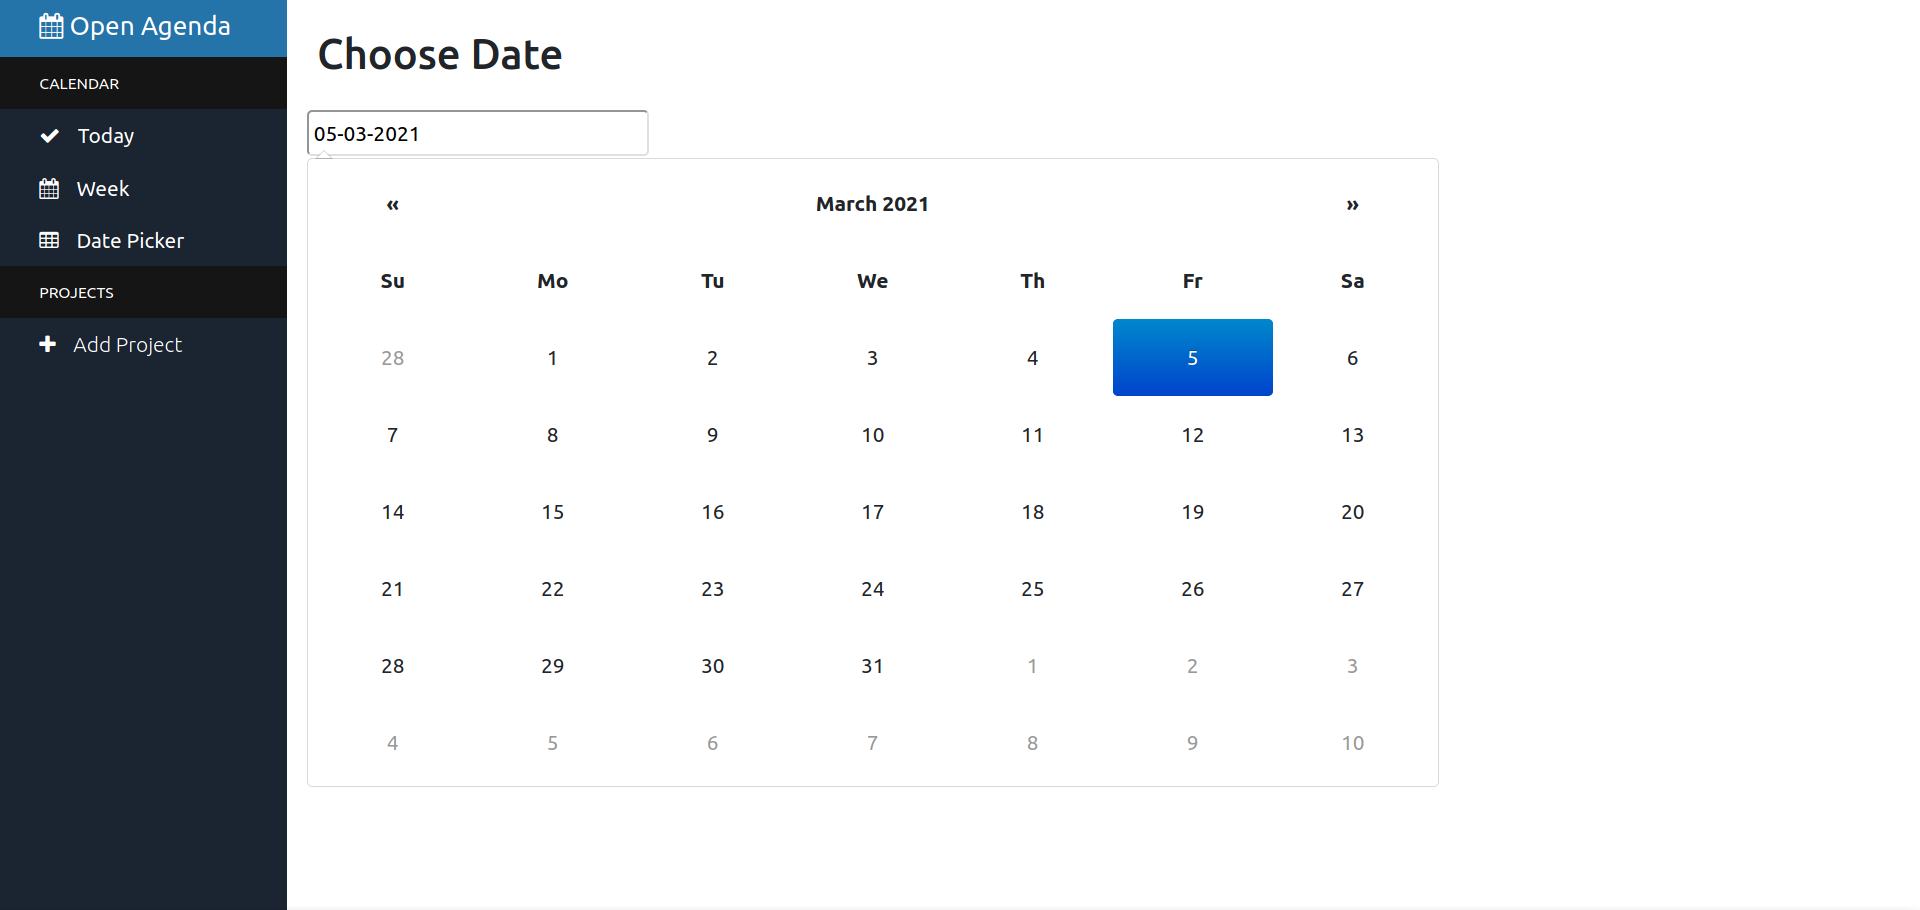 Open Agenda
CALENDAR
Today
Week
Date Picker
PROJECTS
Add Project
Choose Date
05-03-2021
« March 2021 »
Su Mo Tu We Th Fr Sa
28 1 2 3 4 5 6
7 8 9 10 11 12 13
14 15 16 17 18 19 20
21 22 23 24 25 26 27
28 29 30 31 1 2 3
4 5 6 7 8 9 10